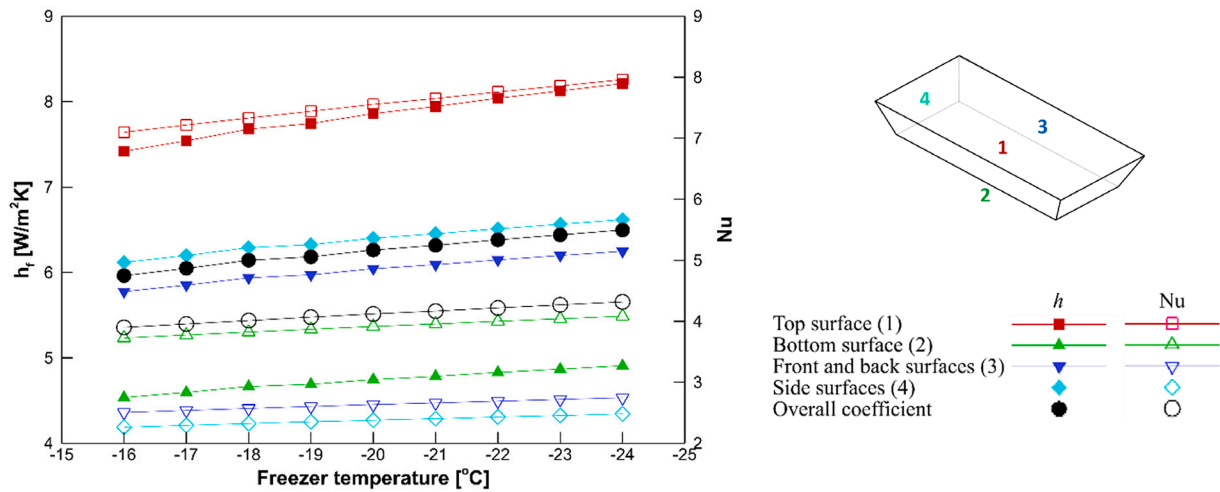 9
8
7
6
5
4
h_f [W/m²K]
9
8
7
6
5
4
3
2
Nu
-15 -16 -17 -18 -19 -20 -21 -22 -23 -24 -25
Freezer temperature [°C]
4
3
1
2
h Nu
Top surface (1)
Bottom surface (2)
Front and back surfaces (3)
Side surfaces (4)
Overall coefficient